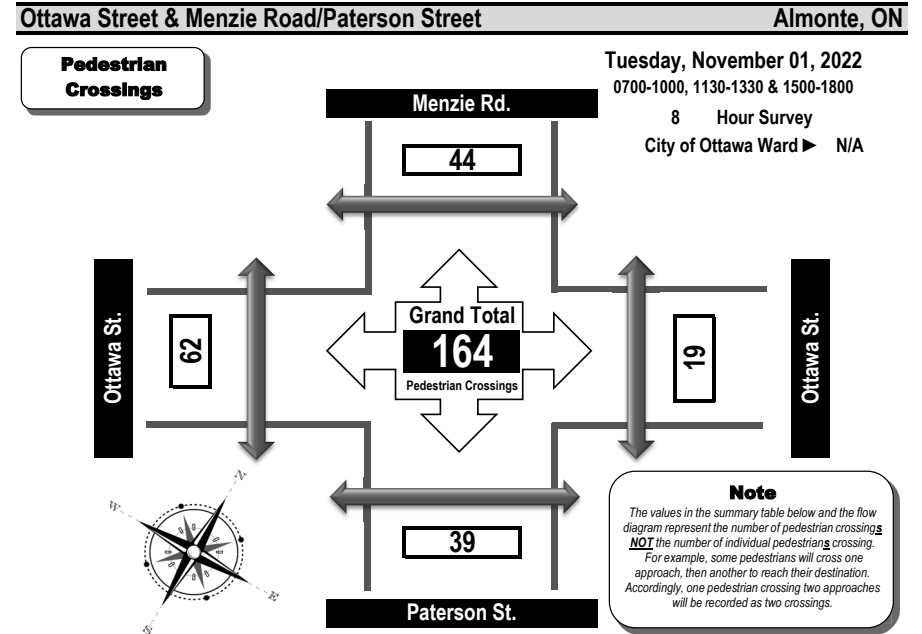 Ottawa Street & Menzie Road/Paterson Street Almonte, ON
Pedestrian
Crossings
Tuesday, November 01, 2022
0700-1000, 1130-1330 & 1500-1800
8 Hour Survey
City of Ottawa Ward ► N/A
Menzie Rd.
44
Ottawa St.
62
Grand Total
164
Pedestrian Crossings
19
Ottawa St.
39
Paterson St.
N
W
E
S
Note
The values in the summary table below and the flow
diagram represent the number of pedestrian crossings
NOT the number of individual pedestrians crossing.
For example, some pedestrians will cross one
approach, then another to reach their destination.
Accordingly, one pedestrian crossing two approaches
will be recorded as two crossings.